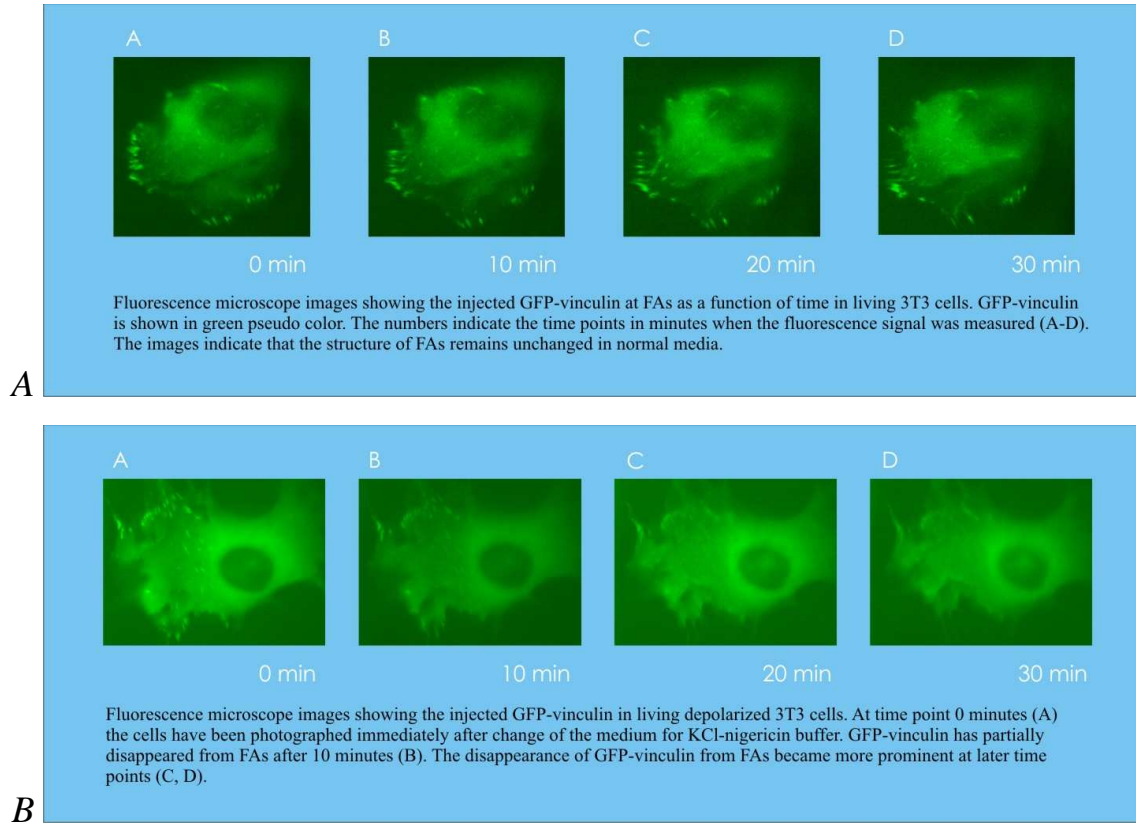 A B C D
0 min 10 min 20 min 30 min
Fluorescence microscope images showing the injected GFP-vinculin at FAs as a function of time in living 3T3 cells. GFP-vinculin
is shown in green pseudo color. The numbers indicate the time points in minutes when the fluorescence signal was measured (A-D).
The images indicate that the structure of FAs remains unchanged in normal media.
A
A B C D
0 min 10 min 20 min 30 min
Fluorescence microscope images showing the injected GFP-vinculin in living depolarized 3T3 cells. At time point 0 minutes (A)
the cells have been photographed immediately after change of the medium for KCl-nigericin buffer. GFP-vinculin has partially
disappeared from FAs after 10 minutes (B). The disappearance of GFP-vinculin from FAs became more prominent at later time
points (C, D).
B